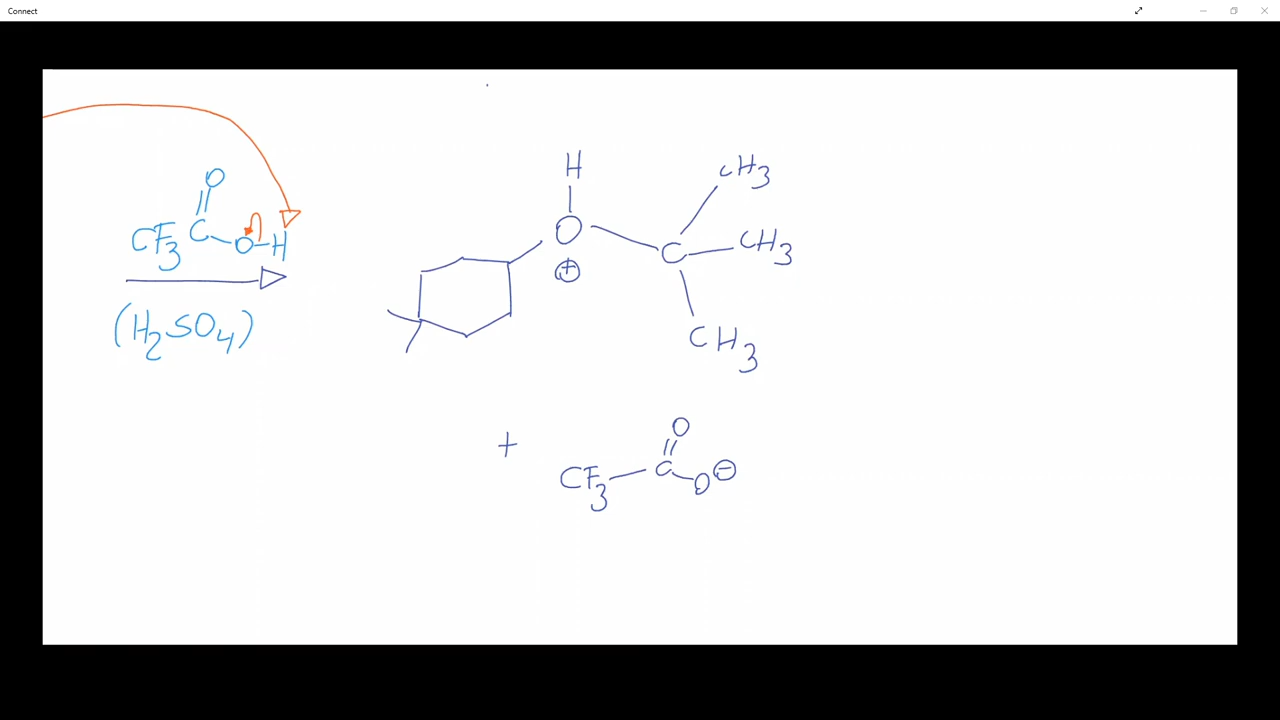 Connect
O
CF3 C O-H
(H2SO4)
H
O
⊕
C
CH3
CH3
CH3
+
O
CF3 C O⊖